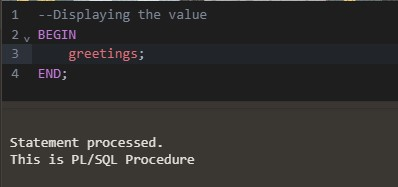 1 --Displaying the value
2 BEGIN
3 greetings;
4 END;
Statement processed.
This is PL/SQL Procedure